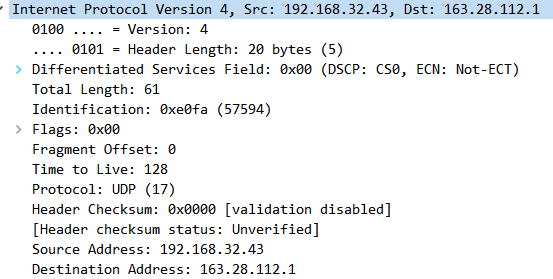 Internet Protocol Version 4, Src: 192.168.32.43, Dst: 163.28.112.1
0100 .... = Version: 4
.... 0101 = Header Length: 20 bytes (5)
Differentiated Services Field: 0x00 (DSCP: CS0, ECN: Not-ECT)
Total Length: 61
Identification: 0xe0fa (57594)
Flags: 0x00
Fragment Offset: 0
Time to Live: 128
Protocol: UDP (17)
Header Checksum: 0x0000 [validation disabled]
[Header checksum status: Unverified]
Source Address: 192.168.32.43
Destination Address: 163.28.112.1